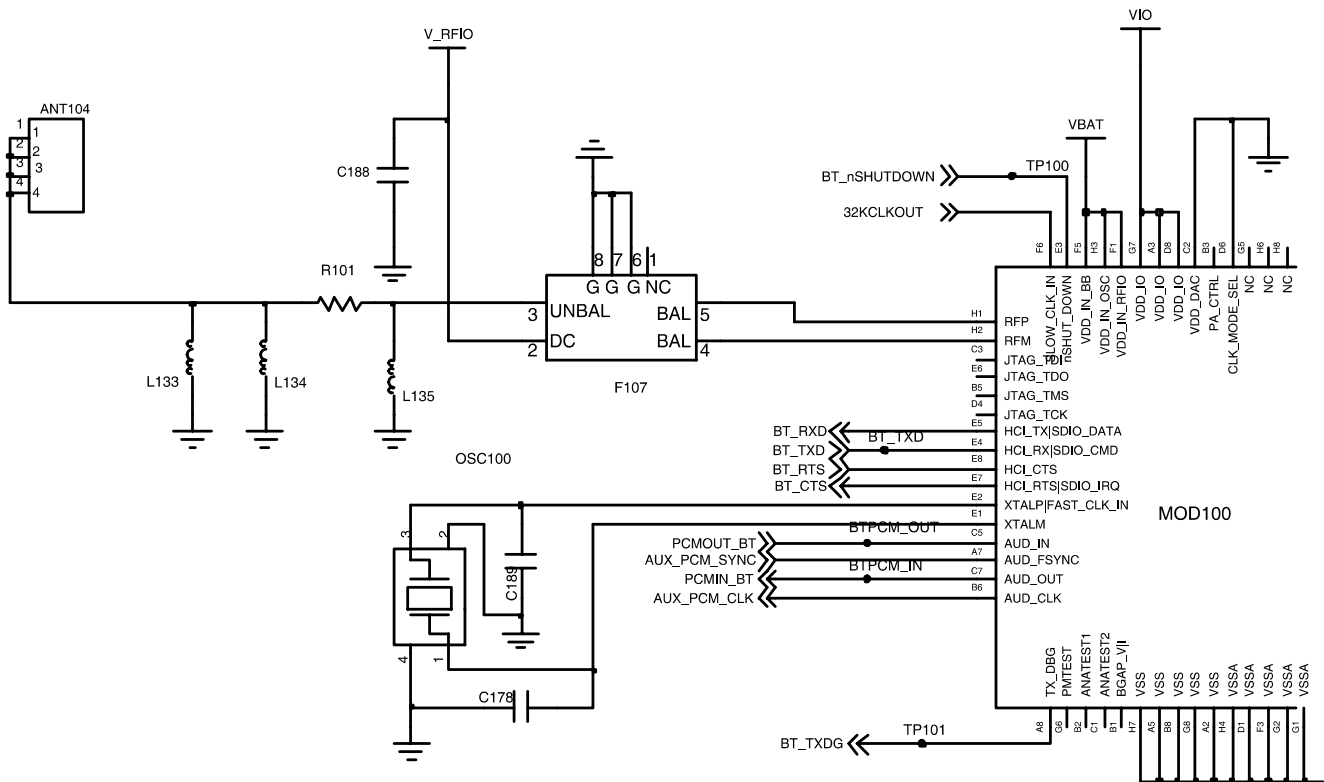 VIO
V_RFIO
ANT104
1 1
2 2
3 3
4 4
VBAT
C188
TP100
BT_nSHUTDOWN
32KCLKOUT
F6 E3 F5 H3 F1 G7 A3 D8 C2 B3 D6 G5 H6 H8
SLOW_CLK_IN
nSHUT_DOWN
VDD_IN_BB
VDD_IN_OSC
VDD_IN_RFIO
VDD_IO
VDD_IO
VDD_IO
VDD_DAC
PA_CTRL
CLK_MODE_SEL
NC
NC
NC
R101
8 7 6 1
G G G NC
3 UNBAL BAL 5
2 DC BAL 4
F107
L133
L134
L135
H1 RFP
H2 RFM
C3 JTAG_TDI
E6 JTAG_TDO
B5 JTAG_TMS
D4 JTAG_TCK
BT_RXD E5 HCI_TX|SDIO_DATA
BT_TXD BT_TXD E4 HCI_RX|SDIO_CMD
BT_RTS E8 HCI_CTS
BT_CTS E7 HCI_RTS|SDIO_IRQ
E2 XTALP|FAST_CLK_IN
E1 XTALM
MOD100
PCMOUT_BT BTPCM_OUT C5 AUD_IN
AUX_PCM_SYNC A7 AUD_FSYNC
PCMIN_BT BTPCM_IN C7 AUD_OUT
AUX_PCM_CLK B6 AUD_CLK
OSC100
3 2
C189
4 1
C178
TX_DBG
PMTEST
ANATEST1
ANATEST2
BGAP_V|I
VSS
VSS
VSS
VSS
VSS
VSSA
VSSA
VSSA
VSSA
VSSA
A8 G6 B2 C1 B1 H7 A5 B8 G8 A2 H4 D1 F3 G2 G1
BT_TXDG TP101